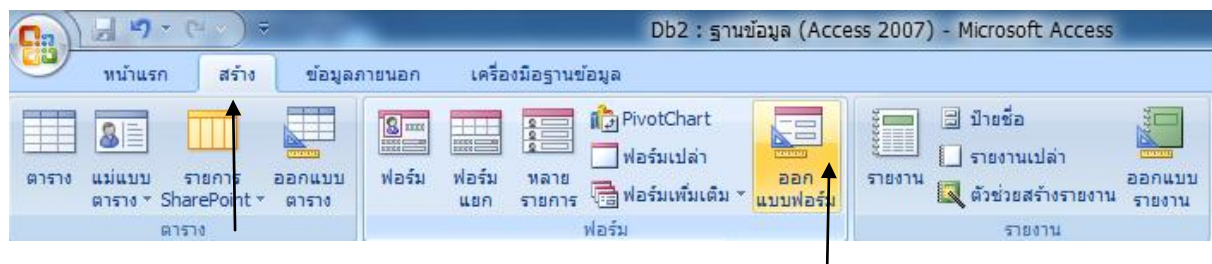 Db2 : ฐานข้อมูล (Access 2007) - Microsoft Access
หน้าแรก สร้าง ข้อมูลภายนอก เครื่องมือฐานข้อมูล
ตาราง
แม่แบบ
ตาราง
รายการ
SharePoint
ออกแบบ
ตาราง
ตาราง
ฟอร์ม
ฟอร์ม
แยก
หลาย
รายการ
PivotChart
ฟอร์มเปล่า
ฟอร์มเพิ่มเติม
ออก
แบบฟอร์ม
ฟอร์ม
รายงาน
ป้ายชื่อ
รายงานเปล่า
ตัวช่วยสร้างรายงาน
ออกแบบ
รายงาน
รายงาน